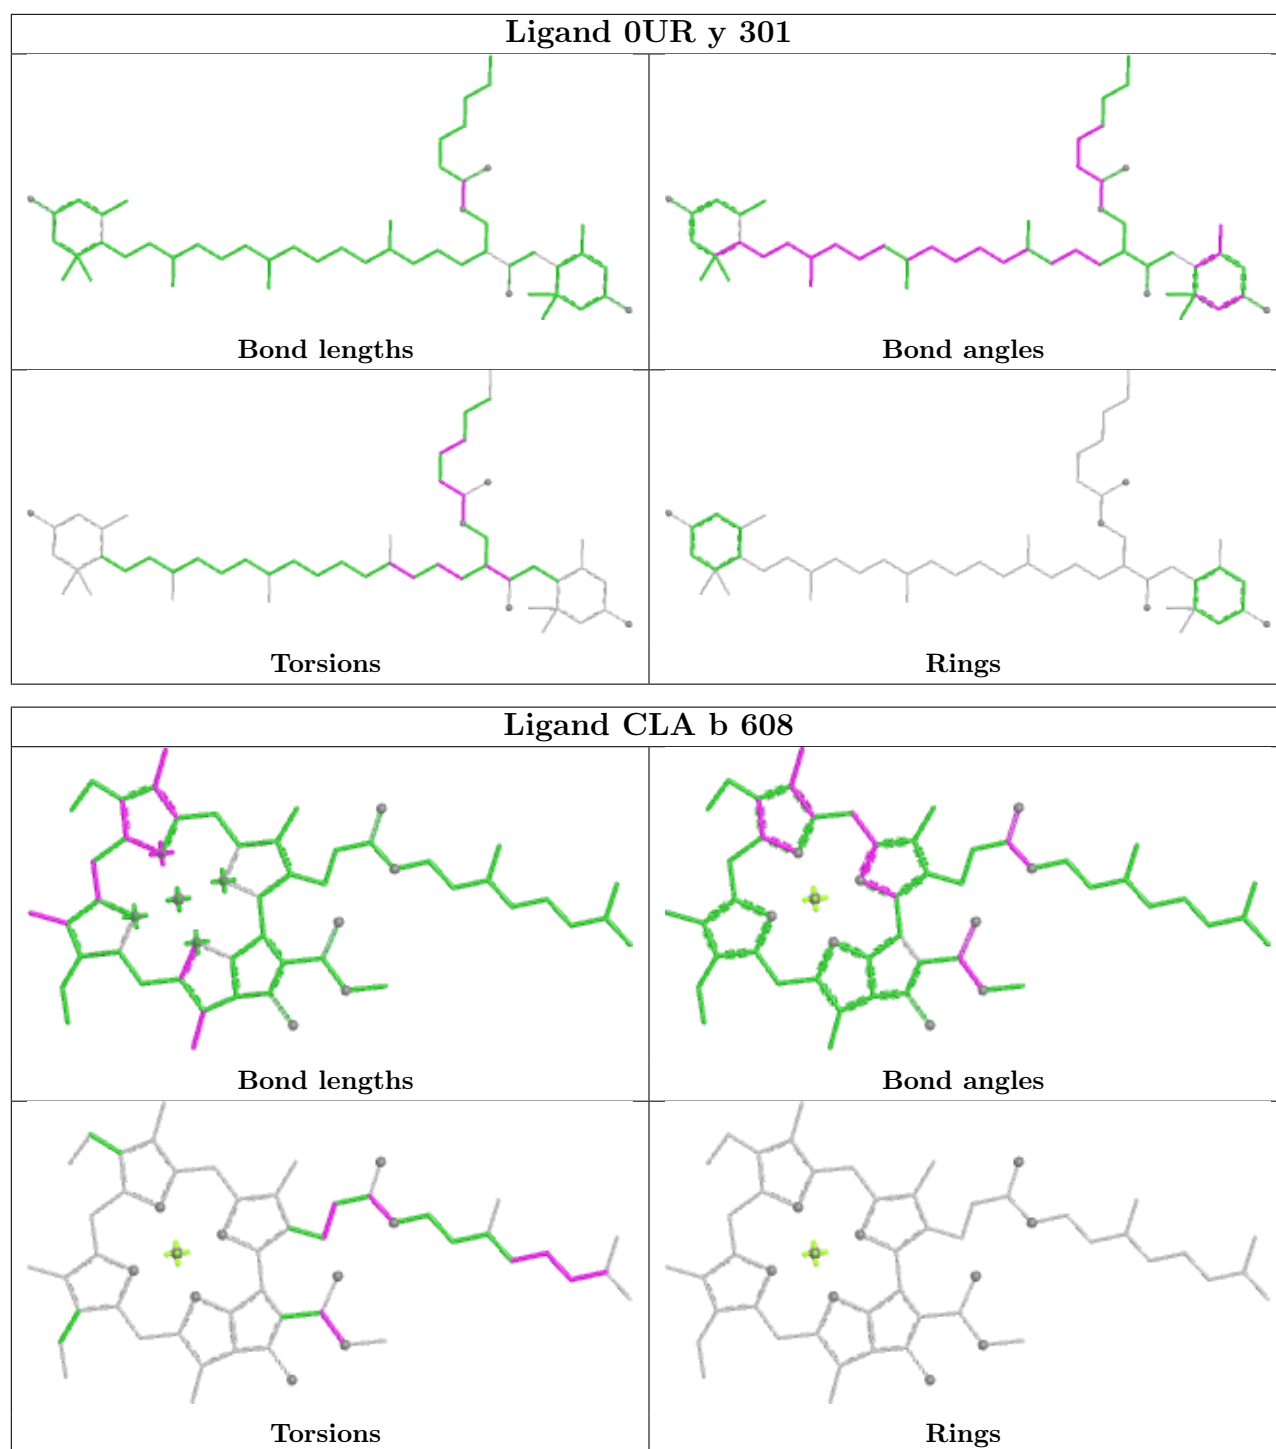 Ligand 0UR y 301
Bond lengths
Bond angles
Torsions
Rings
Ligand CLA b 608
Bond lengths
Bond angles
Torsions
Rings